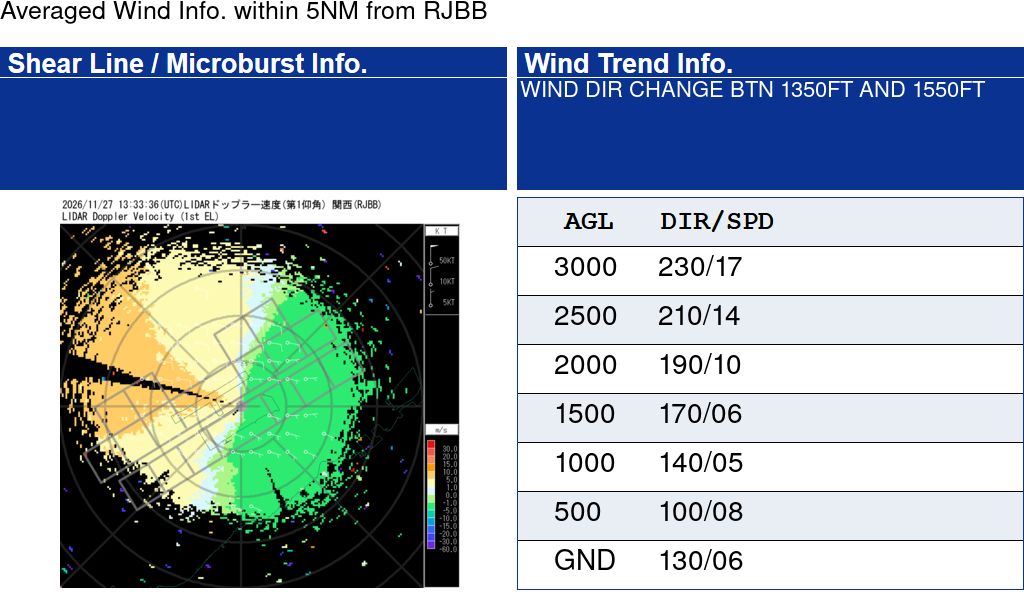 Averaged Wind Info. within 5NM from RJBB
Shear Line / Microburst Info.
Wind Trend Info.
WIND DIR CHANGE BTN 1350FT AND 1550FT
2026/11/27 13:33:36(UTC)LIDARドップラー速度(第1仰角) 関西(RJBB)
LIDAR Doppler Velocity (1st EL)
KT
50KT
10KT
5KT
m/s
30.0
20.0
15.0
10.0
5.0
1.0
0.0
-1.0
-5.0
-10.0
-15.0
-20.0
-30.0
-60.0
AGL DIR/SPD
3000 230/17
2500 210/14
2000 190/10
1500 170/06
1000 140/05
500 100/08
GND 130/06